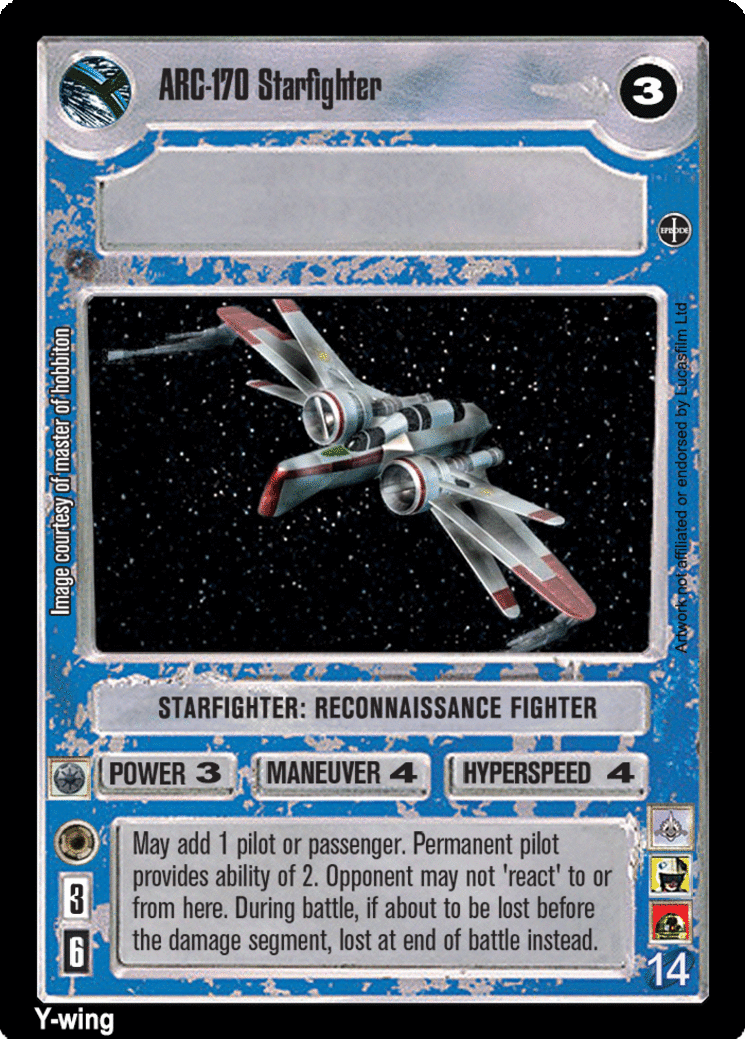 ARC-170 Starfighter
3
EPISODE
I
Image courtesy of master of hobbiton
Artwork not affiliated or endorsed by Lucasfilm Ltd
STARFIGHTER: RECONNAISSANCE FIGHTER
POWER 3
MANEUVER 4
HYPERSPEED 4
May add 1 pilot or passenger. Permanent pilot
provides ability of 2. Opponent may not 'react' to or
from here. During battle, if about to be lost before
the damage segment, lost at end of battle instead.
3
6
14
Y-wing